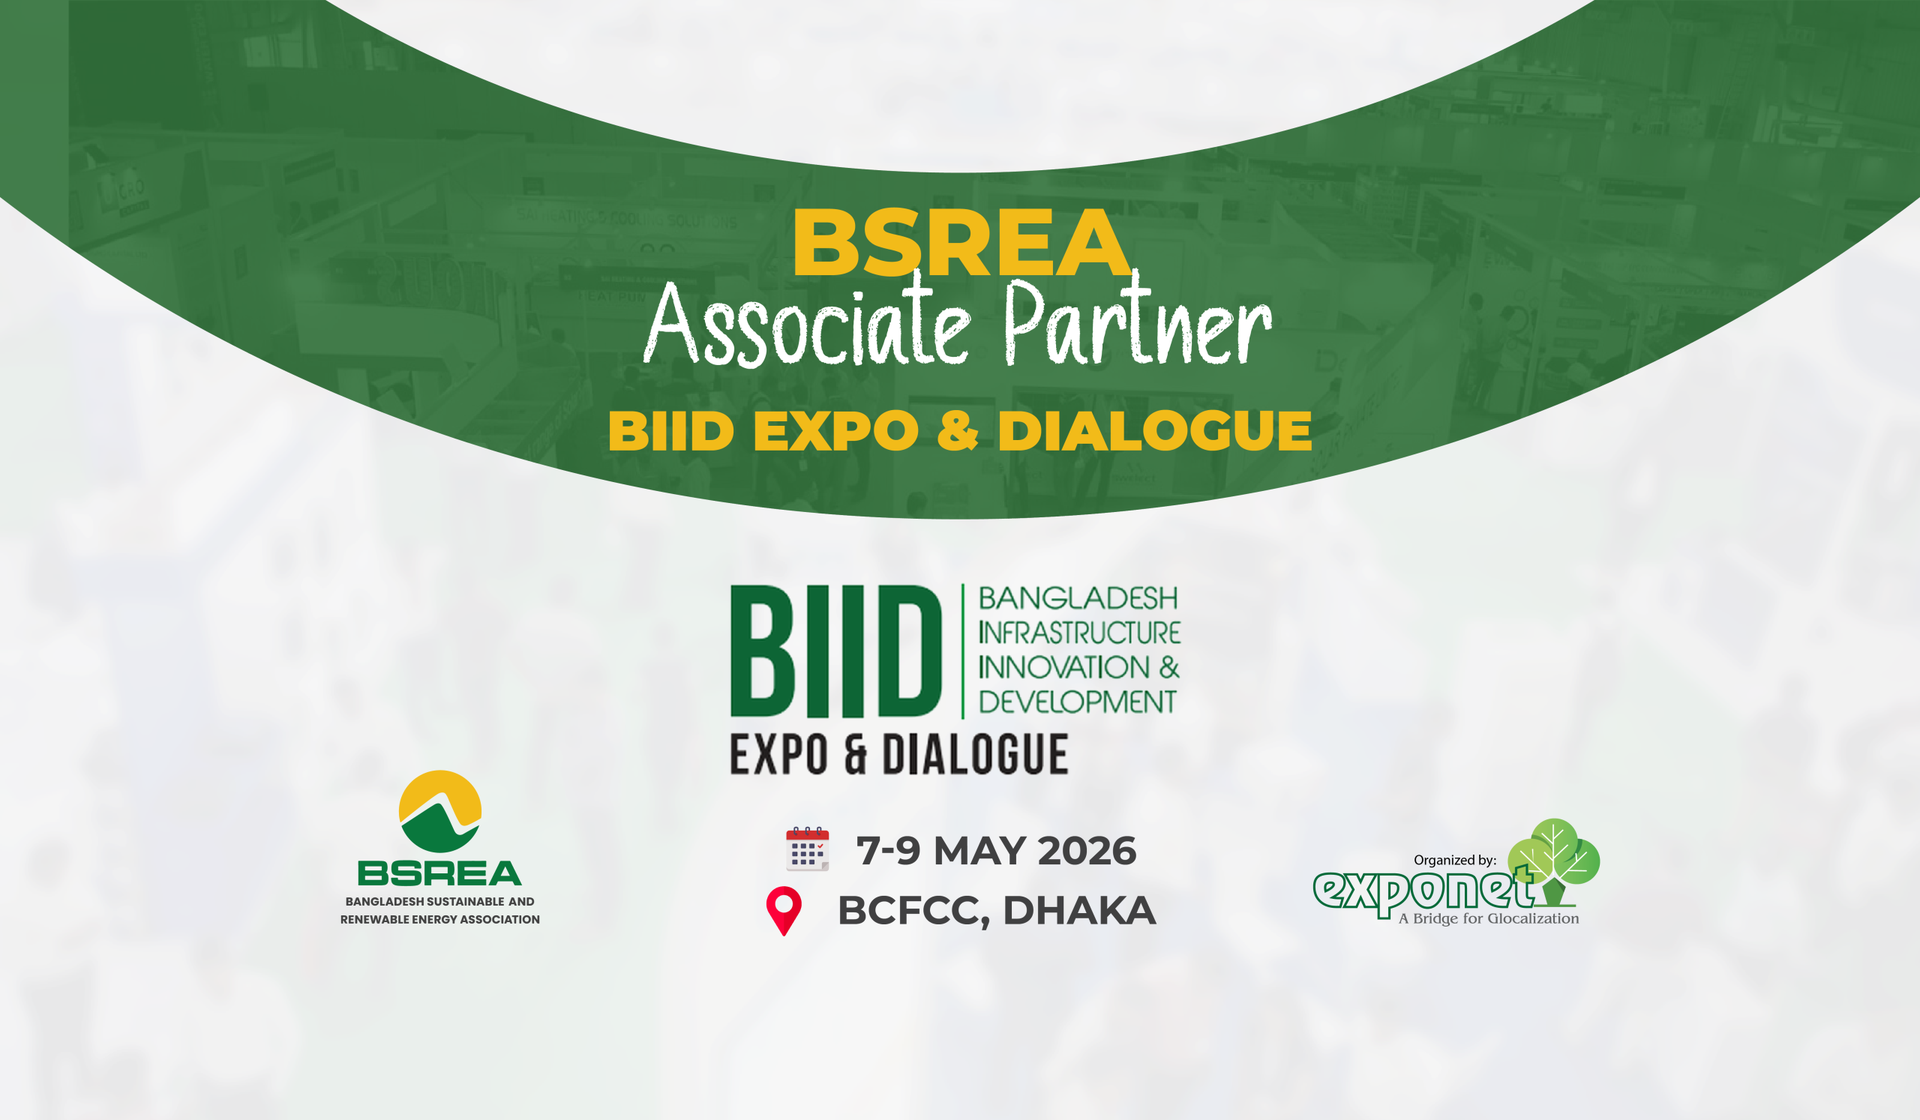 BSREA
Associate Partner
BIID EXPO & DIALOGUE
BIID
BANGLADESH
INFRASTRUCTURE
INNOVATION &
DEVELOPMENT
EXPO & DIALOGUE
7-9 MAY 2026
BCFCC, DHAKA
BSREA
BANGLADESH SUSTAINABLE AND
RENEWABLE ENERGY ASSOCIATION
Organized by:
exponet
A Bridge for Glocalization